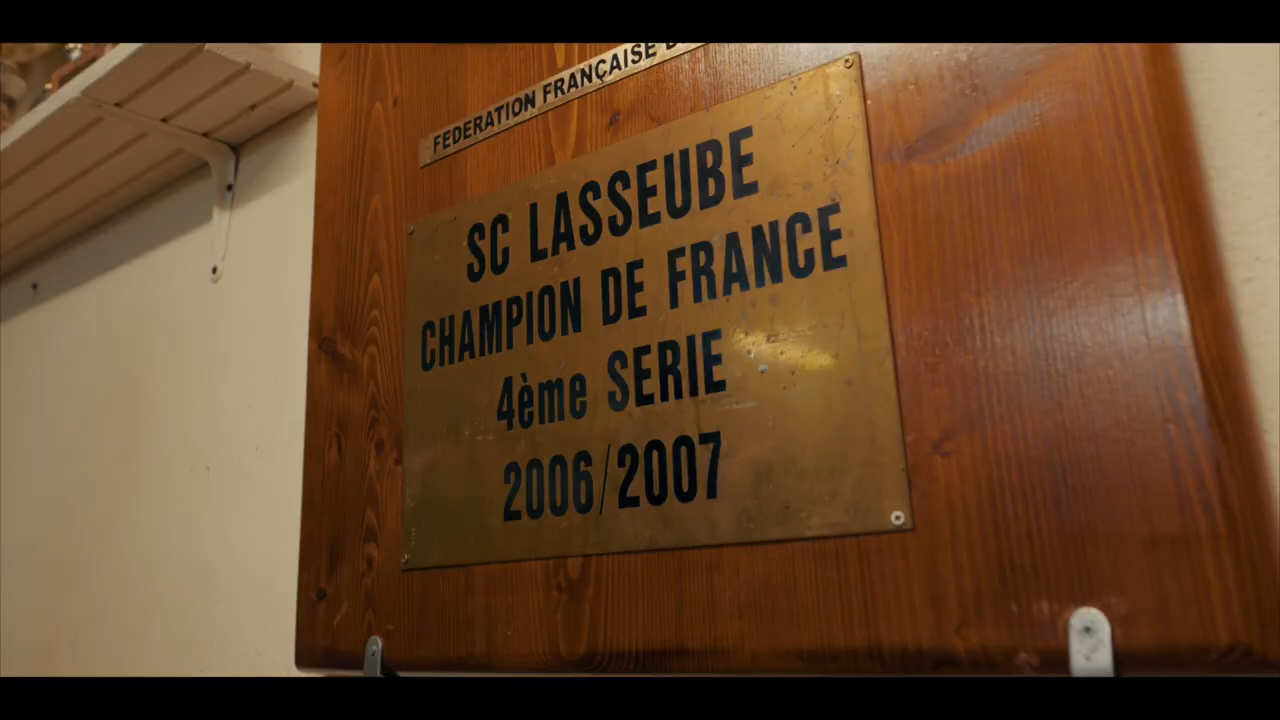 FEDERATION FRANÇAISE
SC LASSEUBE
CHAMPION DE FRANCE
4ème SERIE
2006/2007